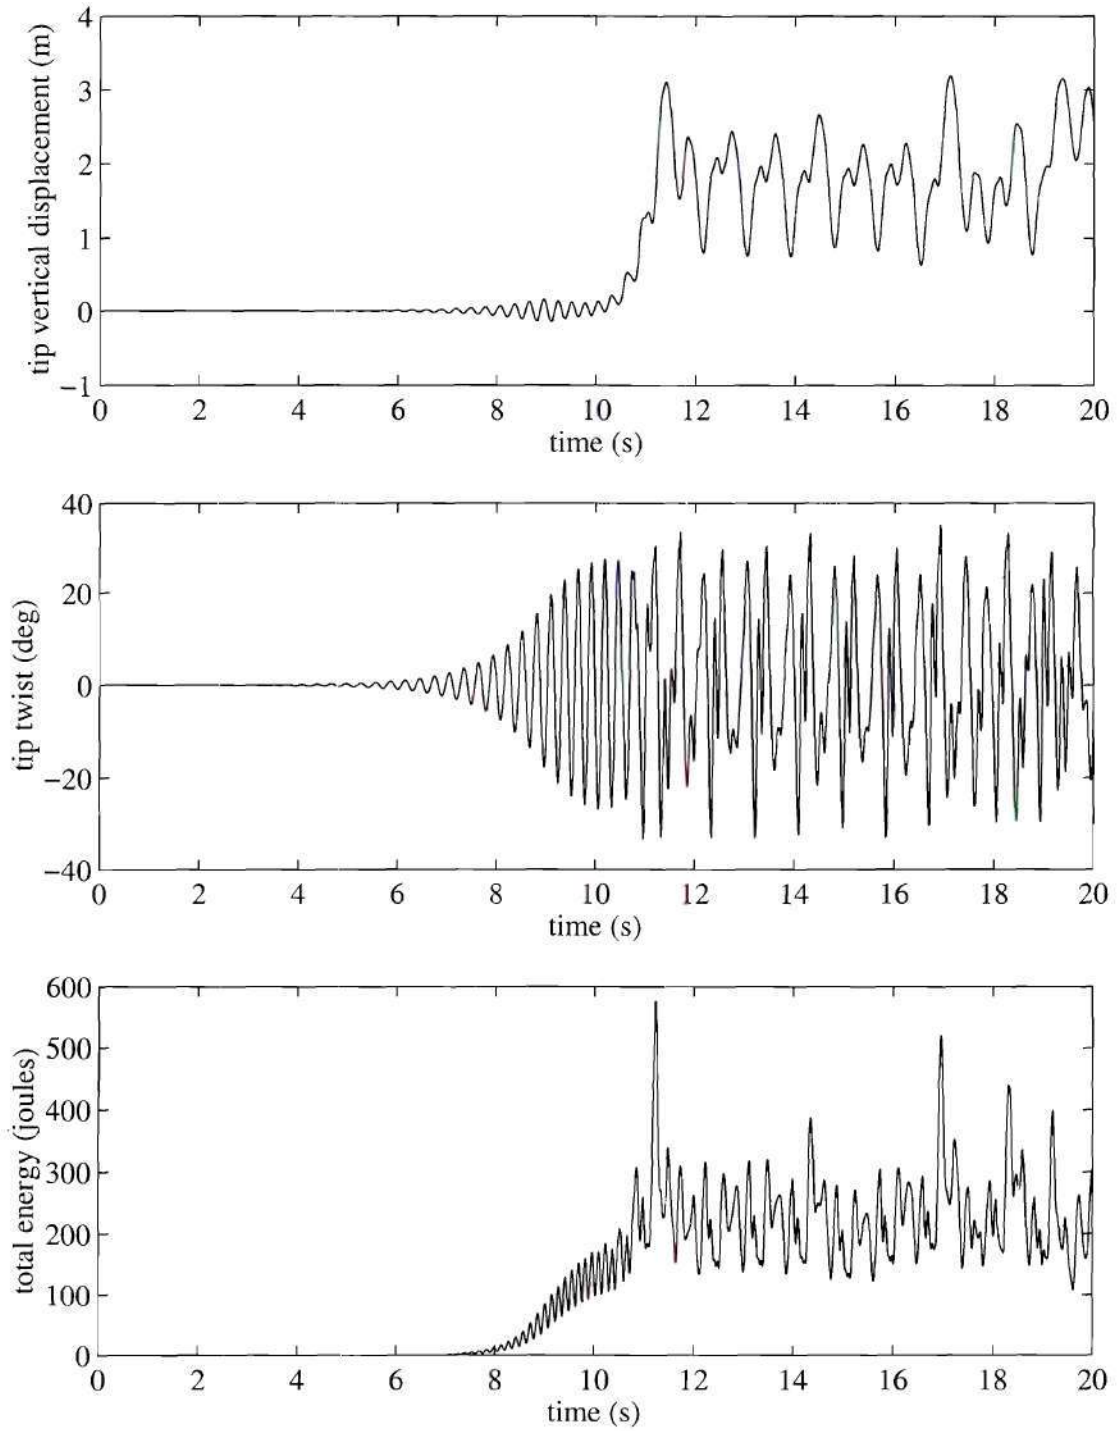 4
3
2
1
0
−1
tip vertical displacement (m)
0 2 4 6 8 10 12 14 16 18 20
time (s)
40
20
0
−20
−40
tip twist (deg)
0 2 4 6 8 10 12 14 16 18 20
time (s)
600
500
400
300
200
100
0
total energy (joules)
0 2 4 6 8 10 12 14 16 18 20
time (s)